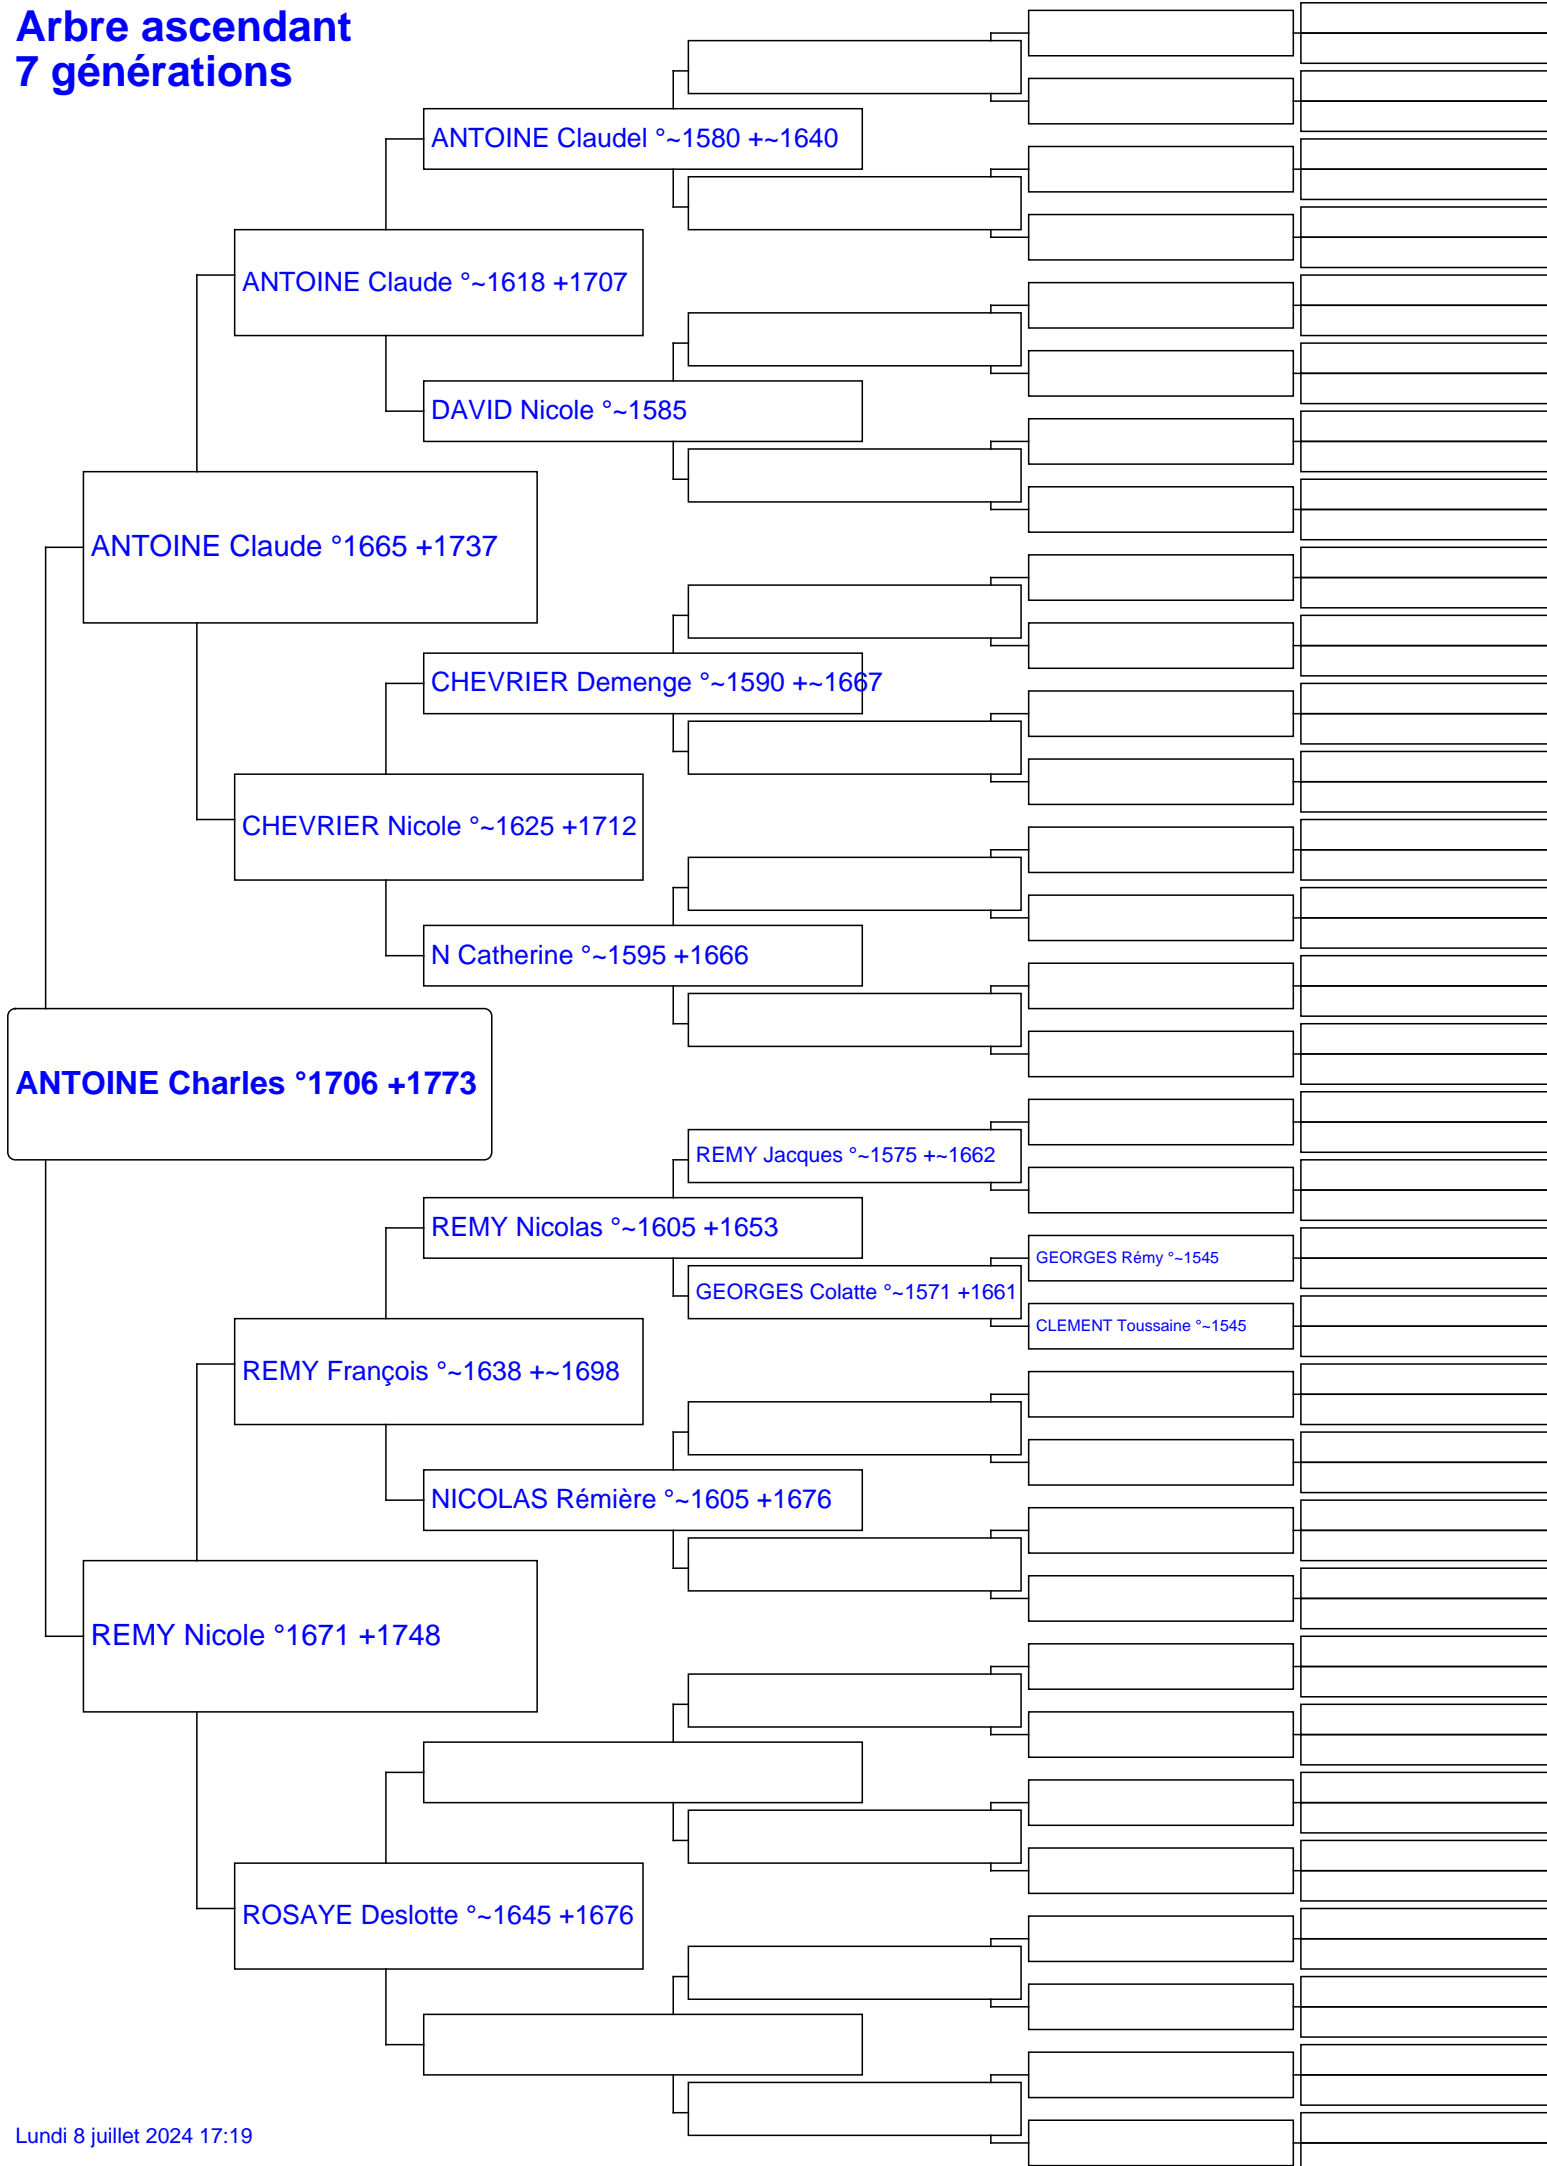 Arbre ascendant
7 générations
ANTOINE Claudel °~1580 +~1640
ANTOINE Claude °~1618 +1707
DAVID Nicole °~1585
ANTOINE Claude °1665 +1737
CHEVRIER Demenge °~1590 +~1667
CHEVRIER Nicole °~1625 +1712
N Catherine °~1595 +1666
ANTOINE Charles °1706 +1773
REMY Jacques °~1575 +~1662
REMY Nicolas °~1605 +1653
GEORGES Rémy °~1545
GEORGES Colatte °~1571 +1661
CLEMENT Toussaine °~1545
REMY François °~1638 +~1698
NICOLAS Rémière °~1605 +1676
REMY Nicole °1671 +1748
ROSAYE Deslotte °~1645 +1676
Lundi 8 juillet 2024 17:19